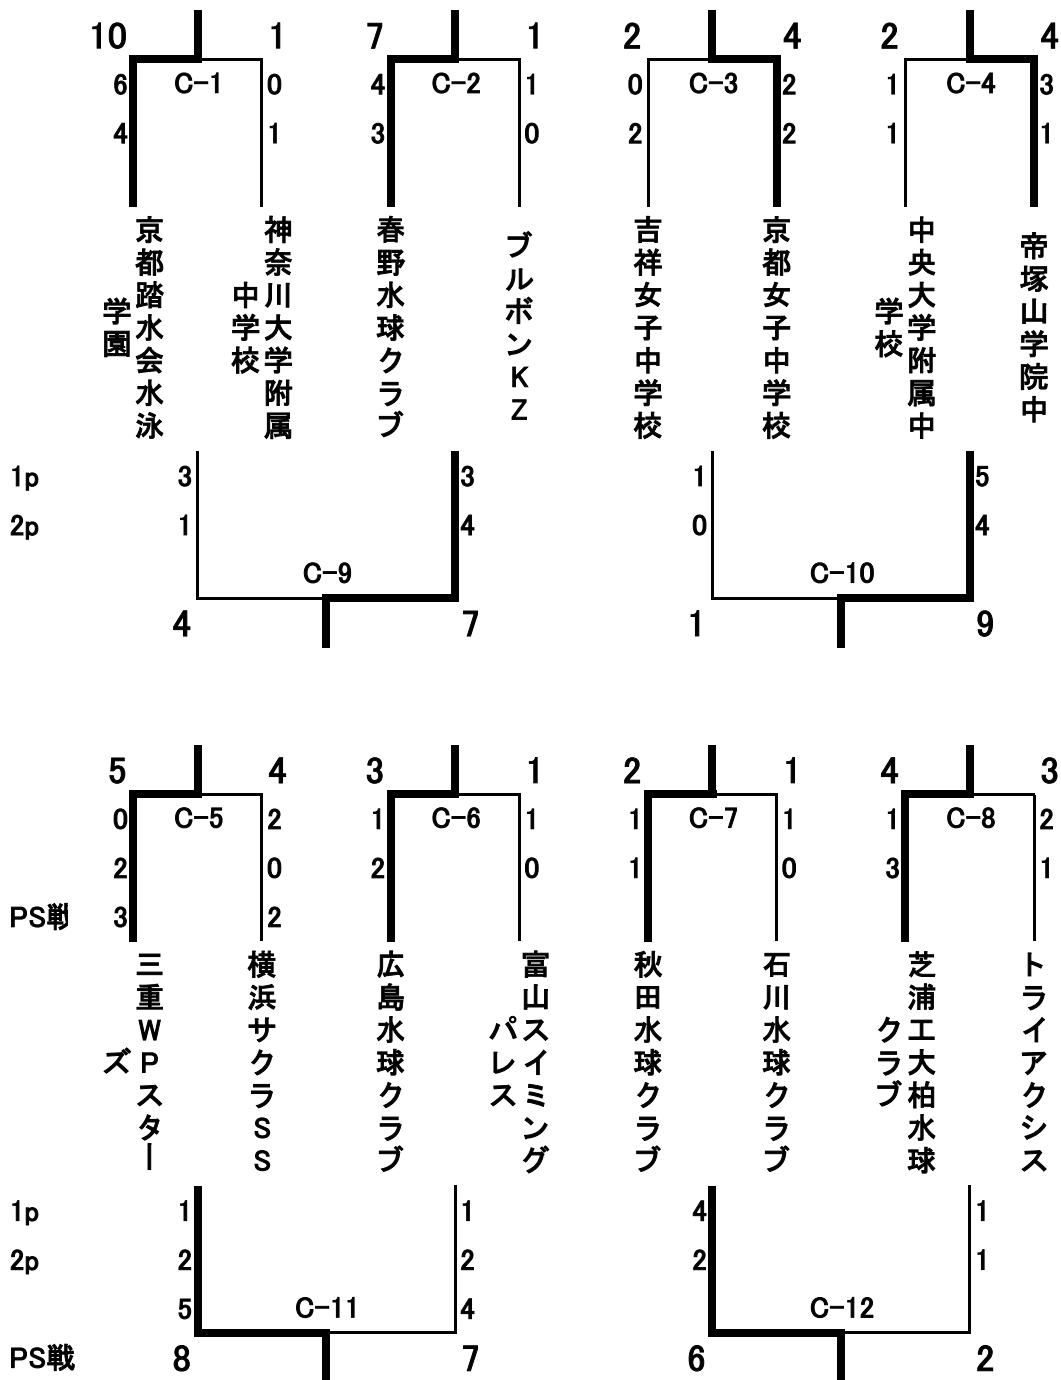 10 1 7 1 2 4 2 4
6 C-1 0 4 C-2 1 0 C-3 2 1 C-4 3
4 1 3 0 2 2 1 1
京都踏水会水泳学園
神奈川大学附属中学校
春野水球クラブ
ブルボンKZ
吉祥女子中学校
京都女子中学校
中央大学附属中学校
帝塚山学院中
1p 3 3 1 5
2p 1 4 0 4
C-9 C-10
4 7 1 9
5 4 3 1 2 1 4 3
0 C-5 2 1 C-6 1 1 C-7 1 1 C-8 2
2 0 2 0 1 0 3 1
PS戦 3 2
三重WPスターズ
横浜サクラSS
広島水球クラブ
富山スイミングパレス
秋田水球クラブ
石川水球クラブ
芝浦工大柏水球クラブ
トライアクシス
1p 1 1 4 1
2p 2 2 2 1
5 C-11 4 C-12
PS戦 8 7 6 2